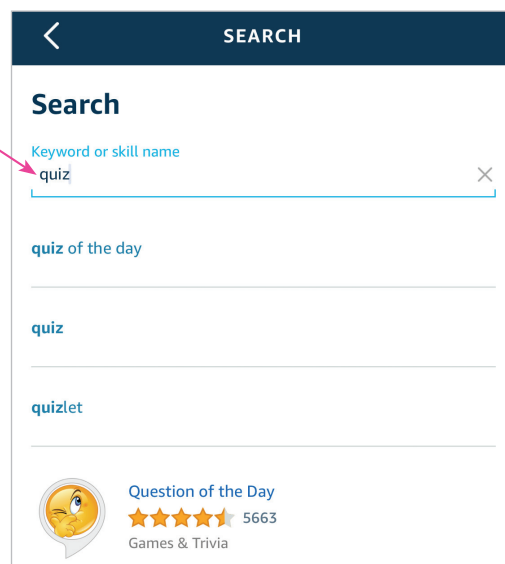 SEARCH
Search
Keyword or skill name
quiz
quiz of the day
quiz
quizlet
Question of the Day
5663
Games & Trivia